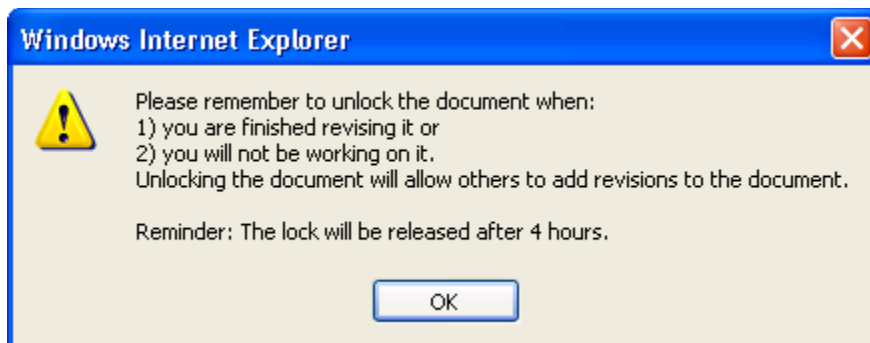 Windows Internet Explorer
Please remember to unlock the document when:
1) you are finished revising it or
2) you will not be working on it.
Unlocking the document will allow others to add revisions to the document.
Reminder: The lock will be released after 4 hours.
OK